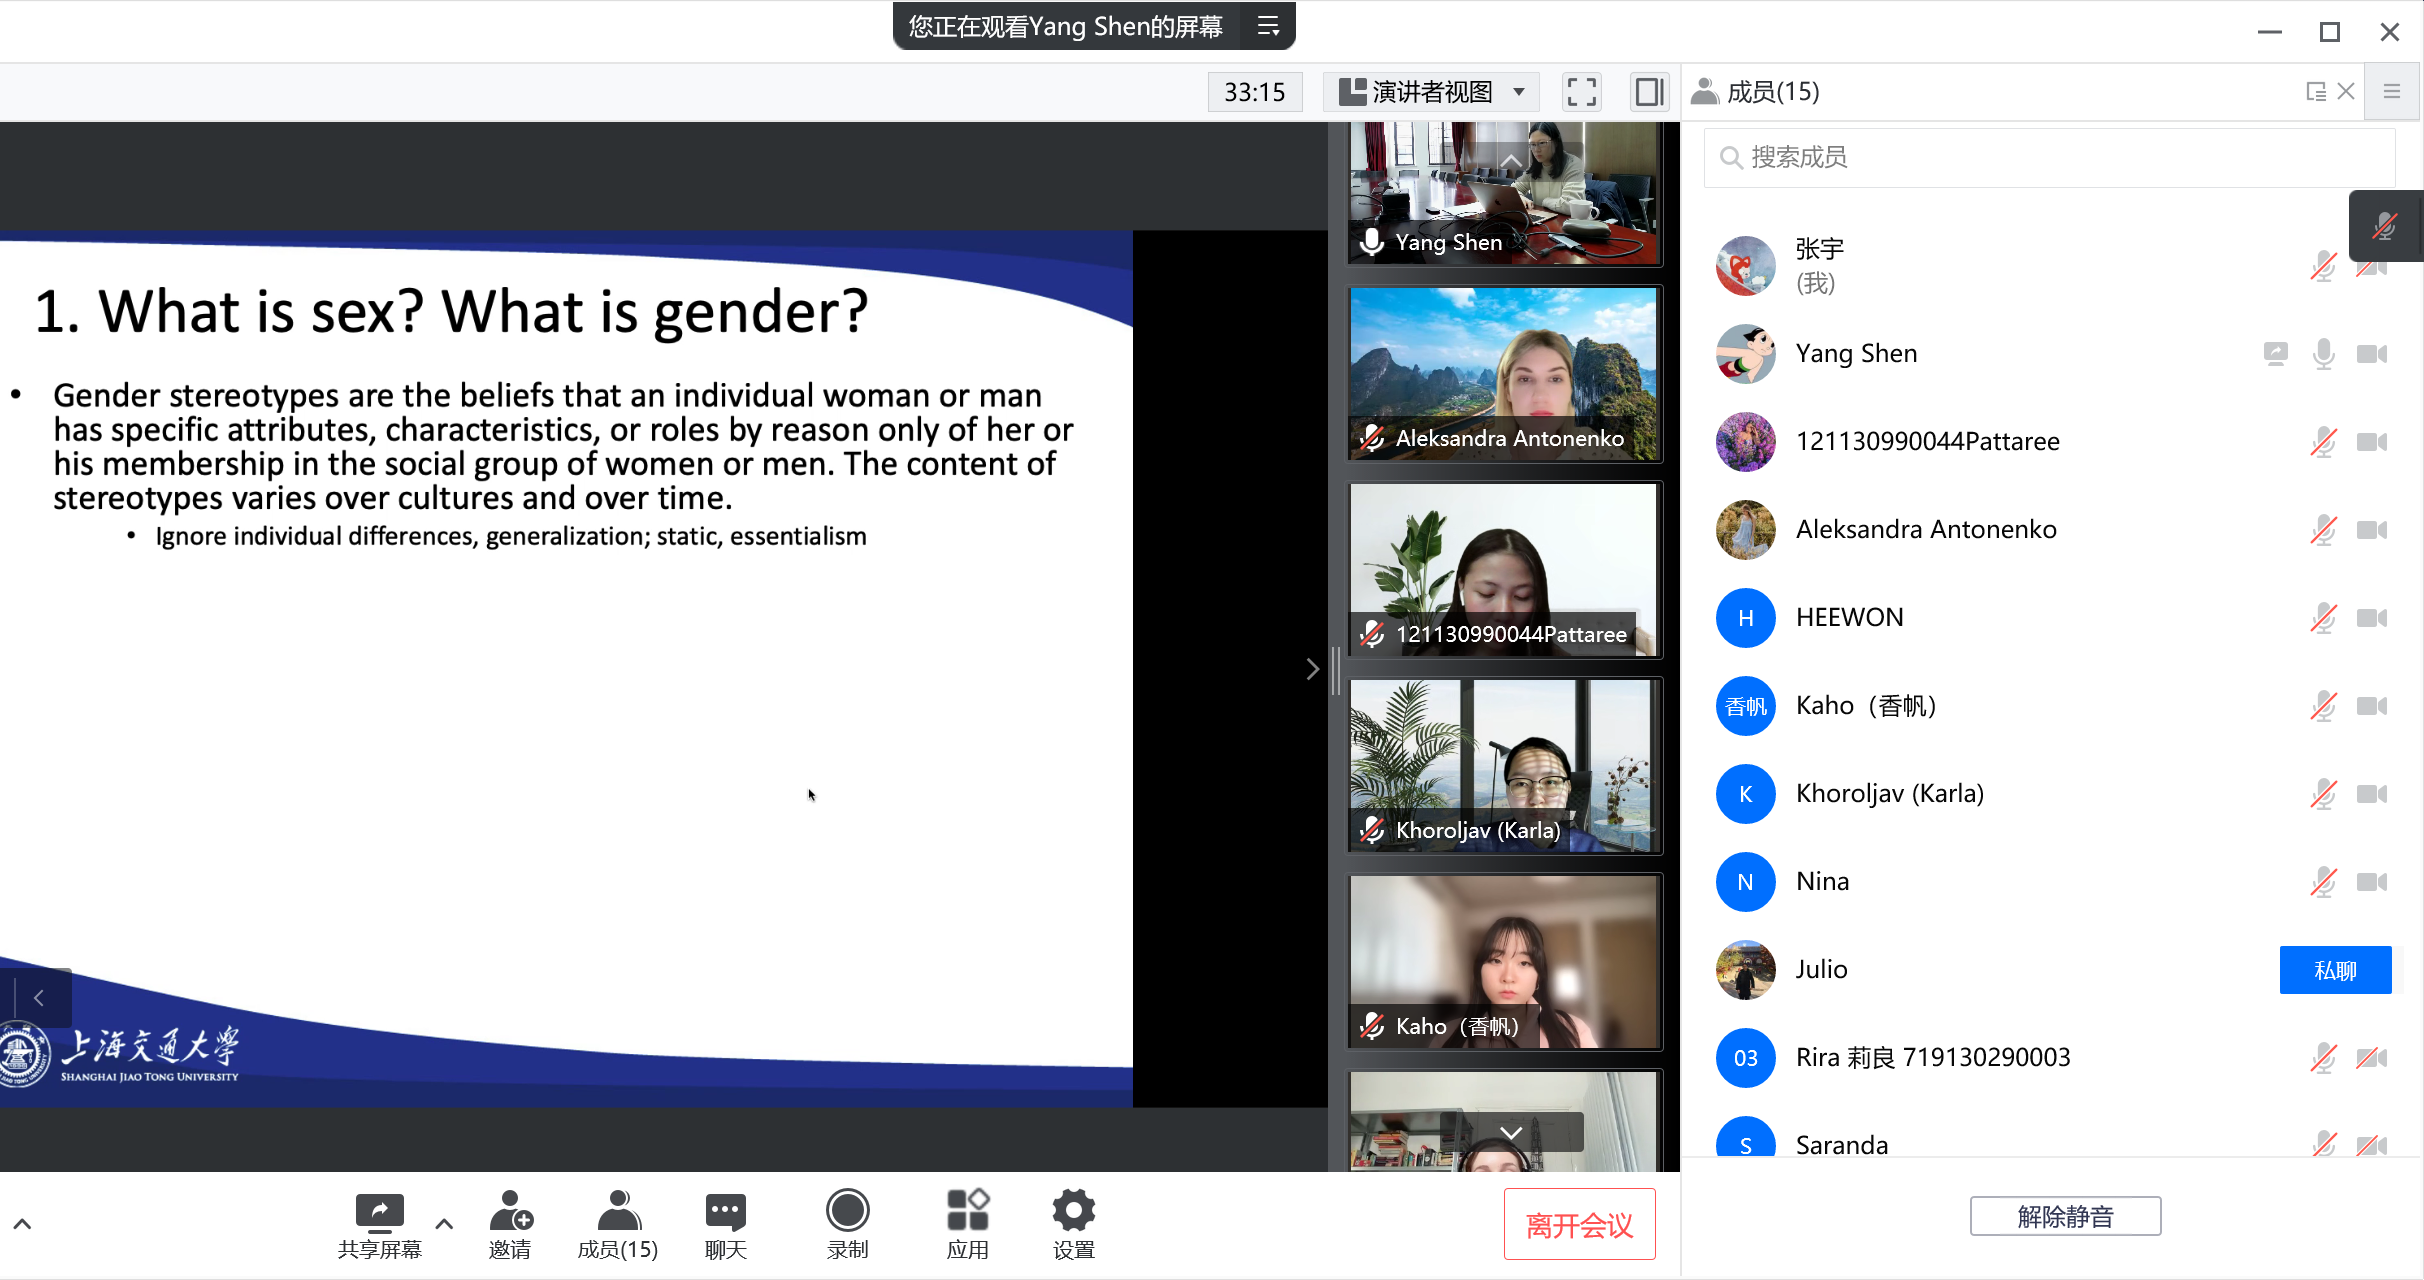 您正在观看Yang Shen的屏幕
33:15
演讲者视图
成员(15)
搜索成员
1. What is sex? What is gender?
• Gender stereotypes are the beliefs that an individual woman or man
has specific attributes, characteristics, or roles by reason only of her or
his membership in the social group of women or men. The content of
stereotypes varies over cultures and over time.
• Ignore individual differences, generalization; static, essentialism
上海交通大学
SHANGHAI JIAO TONG UNIVERSITY
Yang Shen
Aleksandra Antonenko
121130990044Pattaree
Khoroljav (Karla)
Kaho（香帆）
张宇
(我)
Yang Shen
121130990044Pattaree
Aleksandra Antonenko
H
HEEWON
香帆
Kaho（香帆）
K
Khoroljav (Karla)
N
Nina
Julio
私聊
03
Rira 莉良 719130290003
S
Saranda
共享屏幕
邀请
成员(15)
聊天
录制
应用
设置
离开会议
解除静音